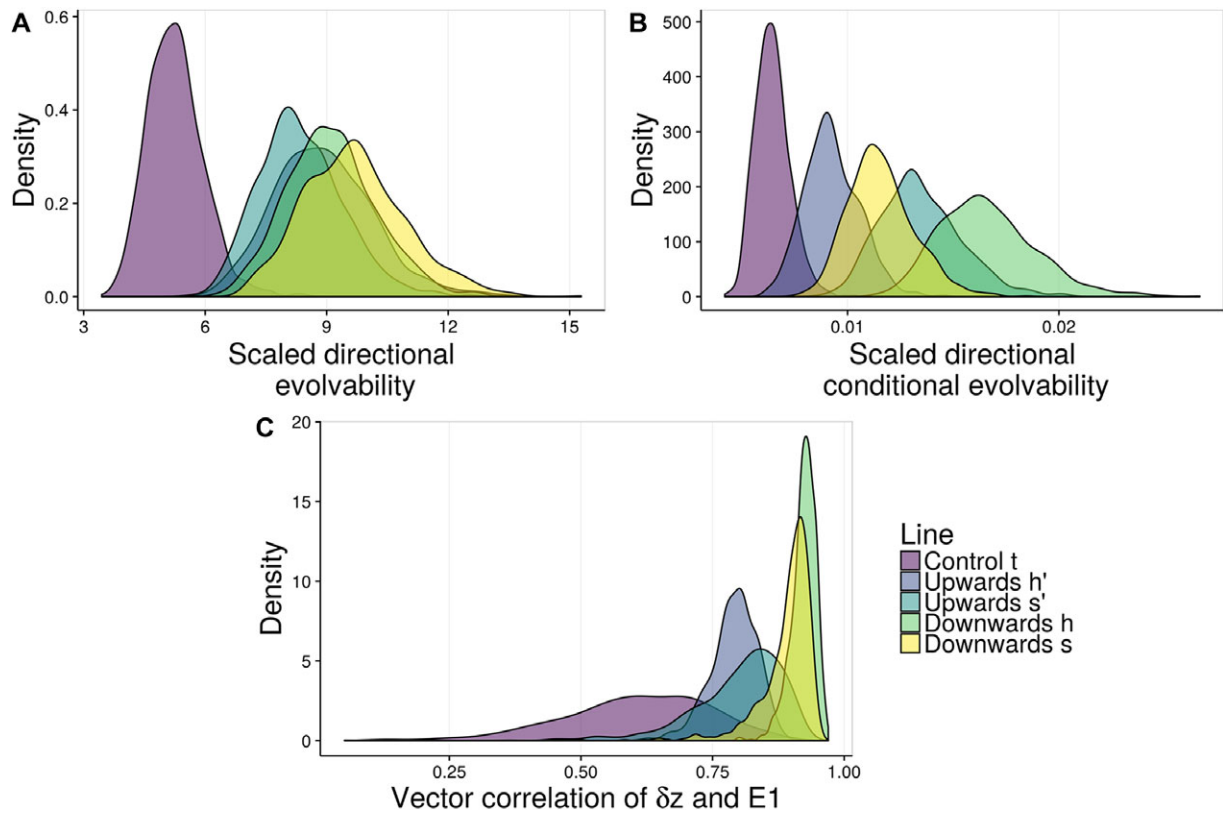 A
0.6
0.4
0.2
0.0
Density
3 6 9 12 15
Scaled directional
evolvability
B
500
400
300
200
100
0
Density
0.01 0.02
Scaled directional
conditional evolvability
C
20
15
10
5
0
Density
0.25 0.50 0.75 1.00
Vector correlation of δz and E1
Line
Control t
Upwards h'
Upwards s'
Downwards h
Downwards s